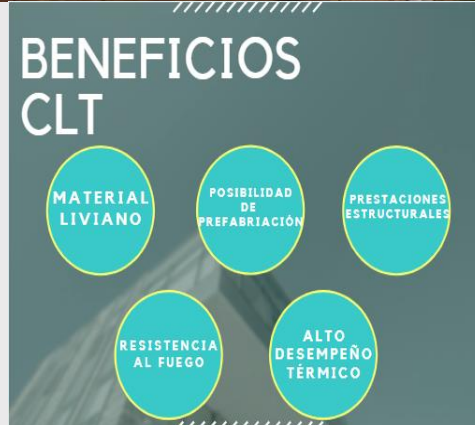 BENEFICIOS
CLT
MATERIAL
LIVIANO
POSIBILIDAD
DE
PREFABRIACIÓN
PRESTACIONES
ESTRUCTURALES
RESISTENCIA
AL FUEGO
ALTO
DESEMPEÑO
TÉRMICO